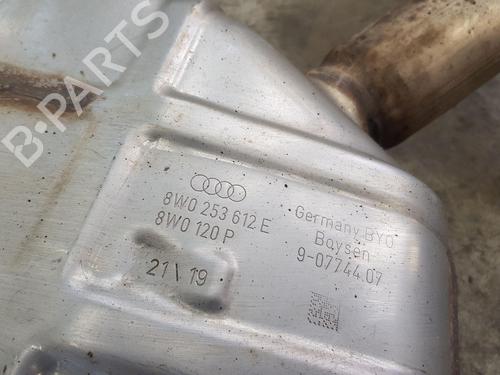 B-PARTS
8W0 253 612 E
8W0 120 P
21\19
Germany BYO
Boysen
9-07744.07